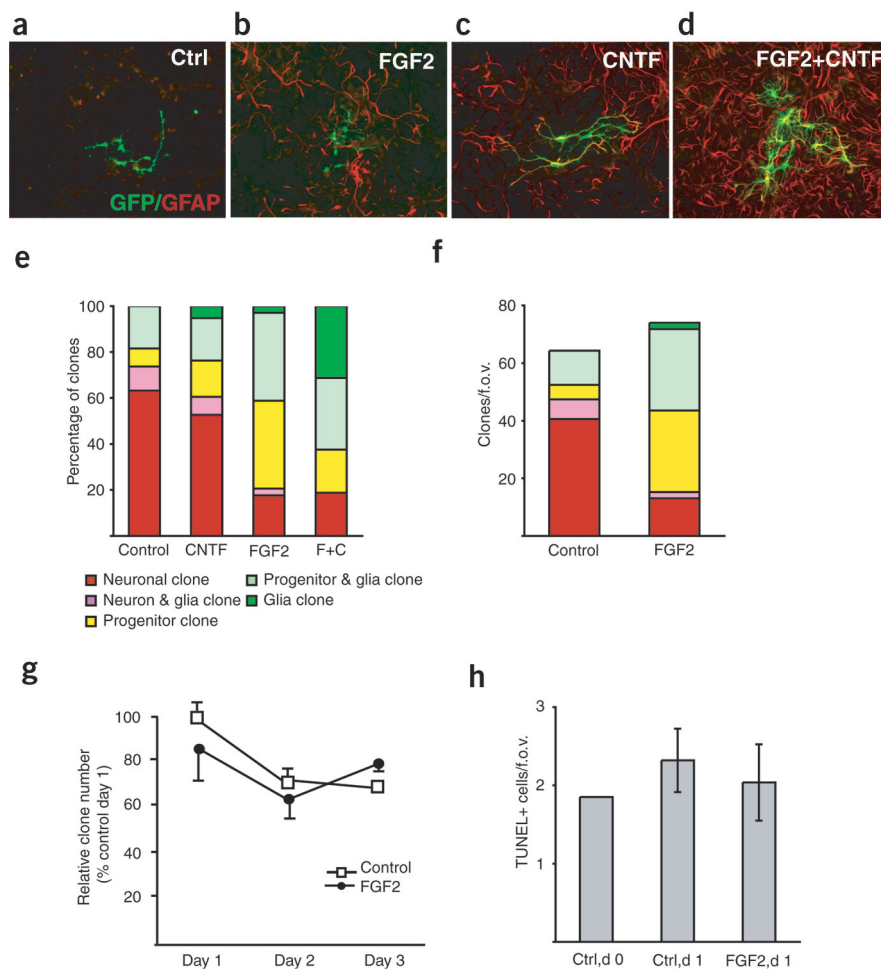 a
Ctrl
GFP/GFAP
b
FGF2
c
CNTF
d
FGF2+CNTF
e
Percentage of clones
100
80
60
40
20
Control
CNTF
FGF2
F+C
Neuronal clone
Neuron & glia clone
Progenitor clone
Progenitor & glia clone
Glia clone
f
Clones/f.o.v.
80
60
40
20
Control
FGF2
g
Relative clone number
(% control day 1)
100
80
60
40
20
Control
FGF2
Day 1
Day 2
Day 3
h
TUNEL+ cells/f.o.v.
3
2
1
Ctrl,d 0
Ctrl,d 1
FGF2,d 1